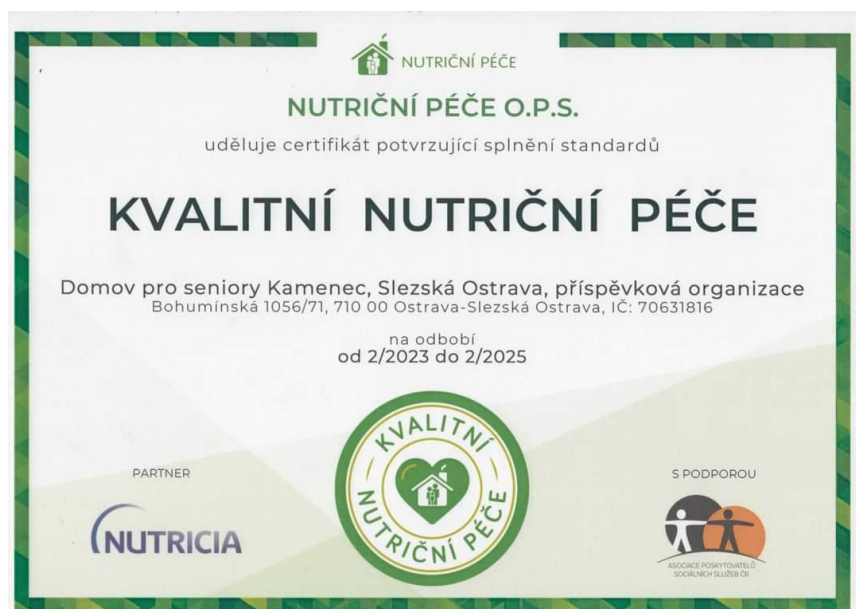 NUTRIČNÍ PÉČE
NUTRIČNÍ PÉČE O.P.S.
uděluje certifikát potvrzující splnění standardů
KVALITNÍ NUTRIČNÍ PÉČE
Domov pro seniory Kamenec, Slezská Ostrava, příspěvková organizace
Bohumínská 1056/71, 710 00 Ostrava-Slezská Ostrava, IČ: 70631816
na odbobí
od 2/2023 do 2/2025
KVALITNÍ
NUTRIČNÍ PÉČE
PARTNER
NUTRICIA
S PODPOROU
ASOCIACE POSKYTOVATELŮ
SOCIÁLNÍCH SLUŽEB ČR